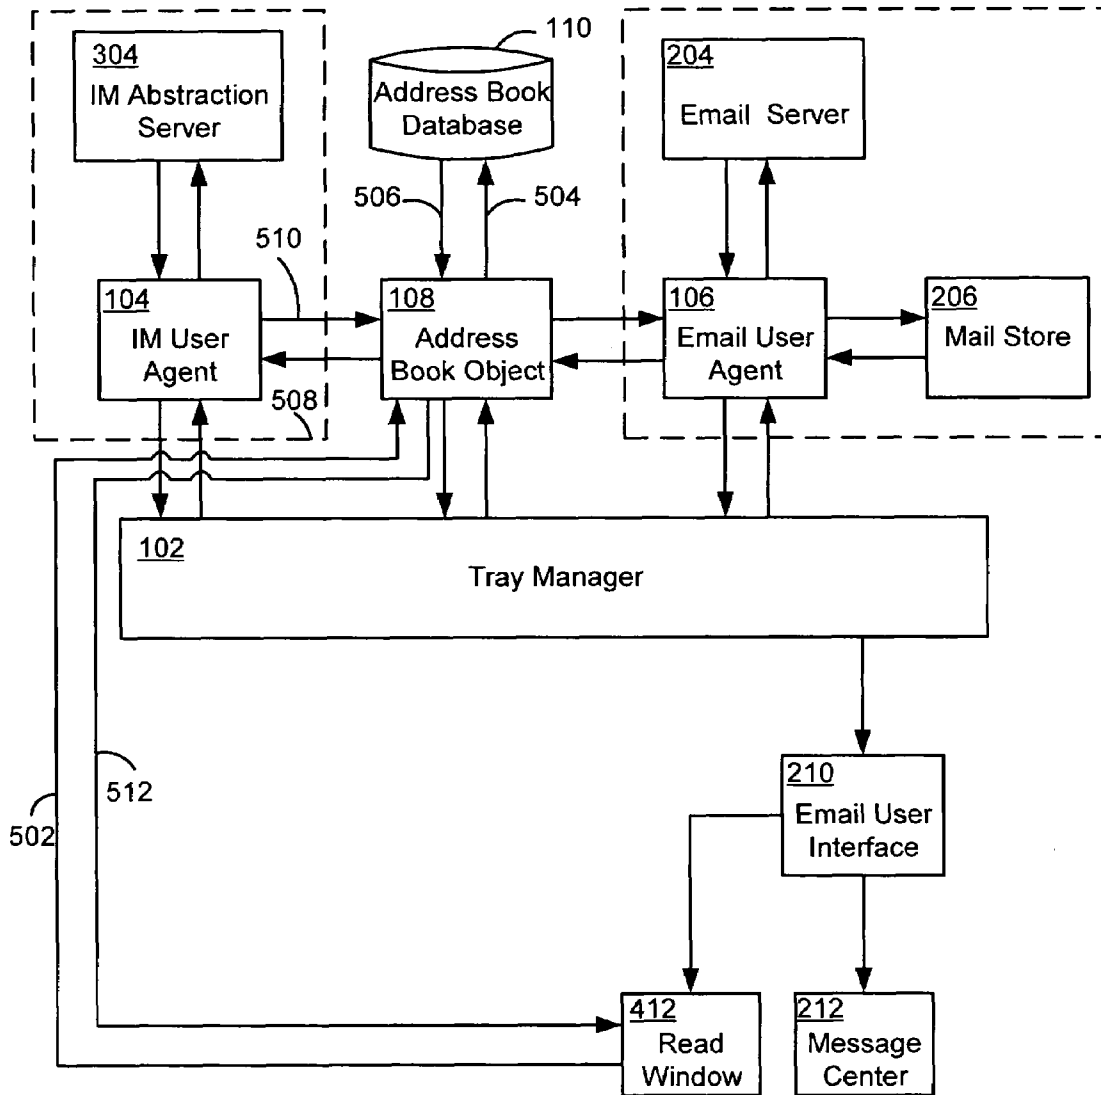 304
IM Abstraction
Server
110
Address Book
Database
204
Email Server
506
504
510
104
IM User
Agent
508
108
Address
Book Object
106
Email User
Agent
206
Mail Store
102
Tray Manager
502
512
210
Email User
Interface
412
Read
Window
212
Message
Center